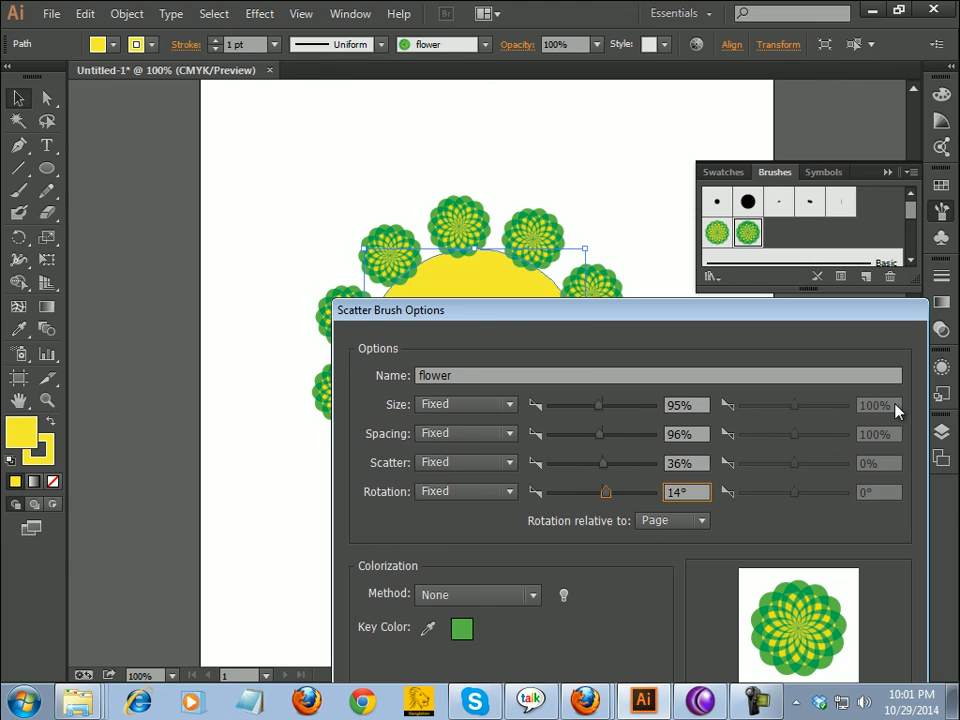 Ai File Edit Object Type Select Effect View Window Help Br Essentials
Path Stroke: 1 pt Uniform flower Opacity: 100% Style: Align Transform
Untitled-1* @ 100% (CMYK/Preview)
Swatches Brushes Symbols
Basic
Scatter Brush Options
Options
Name: flower
Size: Fixed 95% 100%
Spacing: Fixed 96% 100%
Scatter: Fixed 36% 0%
Rotation: Fixed 14° 0°
Rotation relative to: Page
Colorization
Method: None
Key Color:
100% 1
talk Ai
10:01 PM
10/29/2014